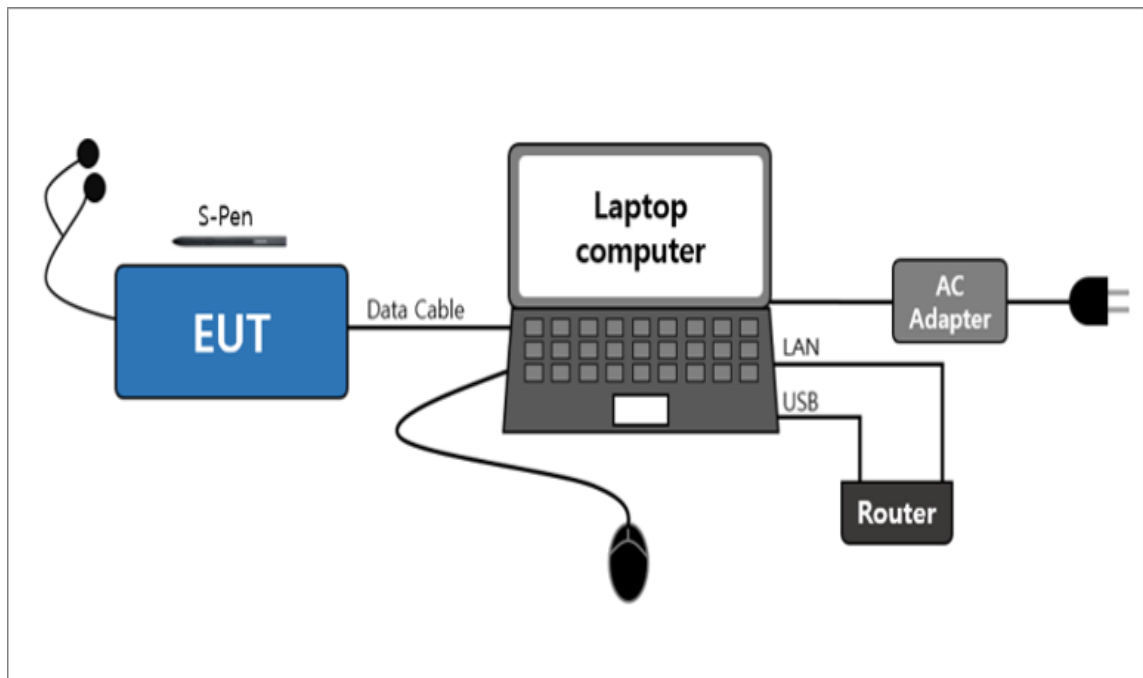 S-Pen
EUT
Data Cable
Laptop
computer
AC
Adapter
LAN
USB
Router